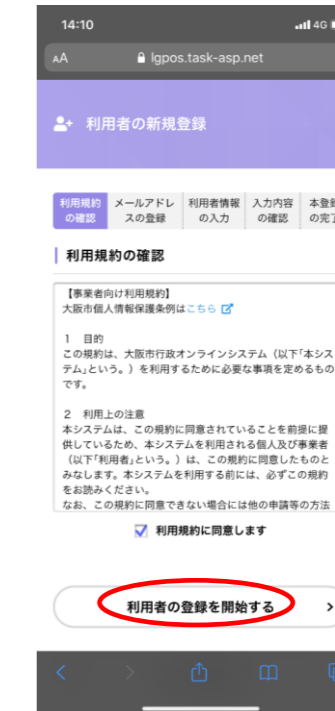 14:10
4G
AA lgpos.task-asp.net
利用者の新規登録
利用規約 メールアドレ 利用者情報 入力内容 本登録
の確認 スの登録 の入力 の確認 の完了
利用規約の確認
【事業者向け利用規約】
大阪市個人情報保護条例はこちら
1 目的
この規約は、大阪市行政オンラインシステム（以下「本シス
テム」という。）を利用するために必要な事項を定めるもの
です。
2 利用上の注意
本システムは、この規約に同意されていることを前提に提
供しているため、本システムを利用される個人及び事業者
（以下「利用者」という。）は、この規約に同意したものと
みなします。本システムを利用する前には、必ずこの規約
をお読みください。
なお、この規約に同意できない場合には他の申請等の方法
利用規約に同意します
利用者の登録を開始する